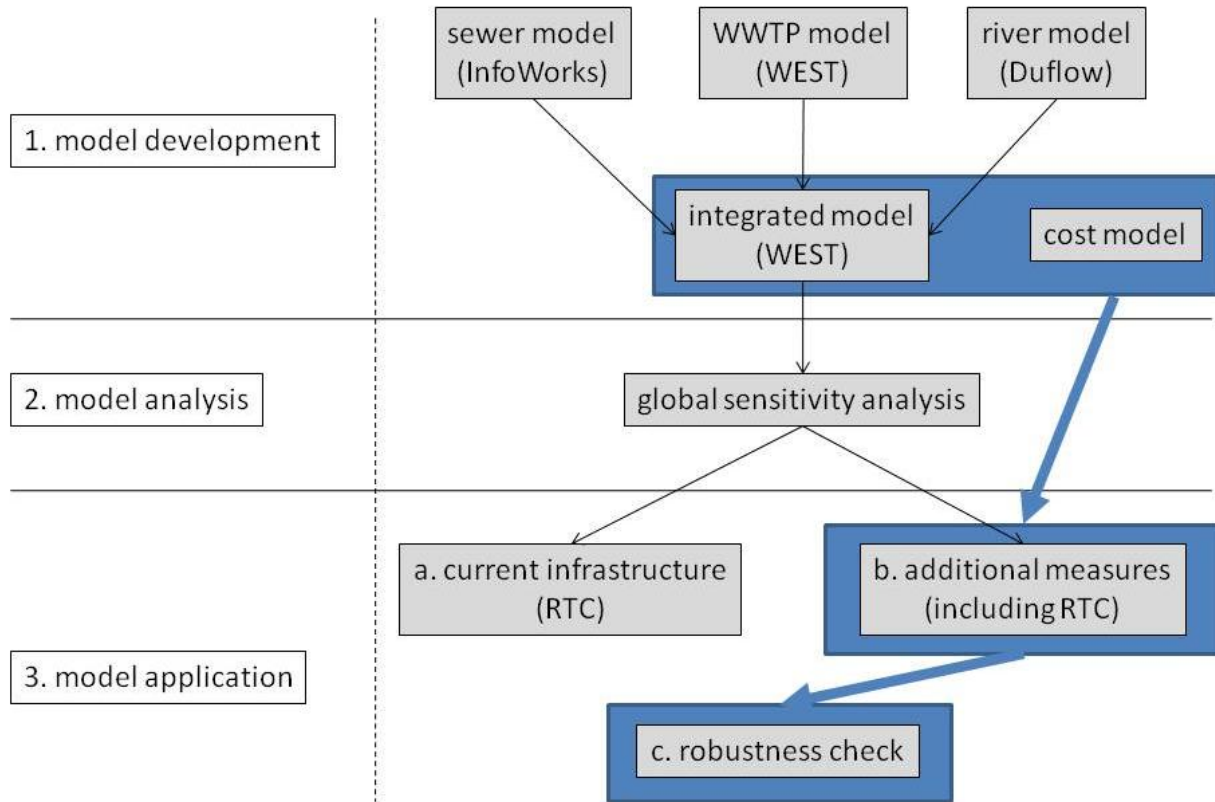 sewer model
(InfoWorks)
WWTP model
(WEST)
river model
(Duflow)
1. model development
integrated model
(WEST)
cost model
2. model analysis
global sensitivity analysis
a. current infrastructure
(RTC)
b. additional measures
(including RTC)
3. model application
c. robustness check